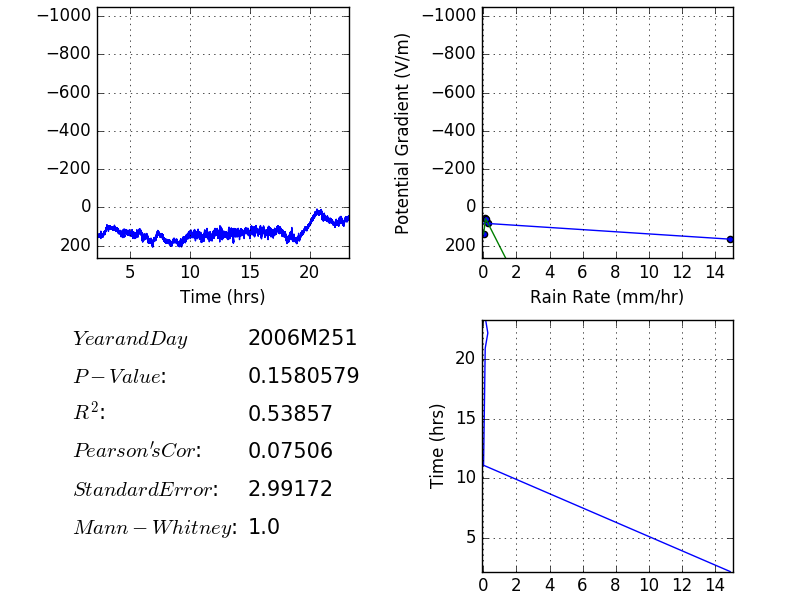 −1000
−800
−600
−400
−200
0
200
5 10 15 20
Time (hrs)
Potential Gradient (V/m)
−1000
−800
−600
−400
−200
0
200
0 2 4 6 8 10 12 14
Rain Rate (mm/hr)
YearandDay 2006M251
P−Value: 0.1580579
R²: 0.53857
Pearson'sCor: 0.07506
StandardError: 2.99172
Mann−Whitney: 1.0
Time (hrs)
20
15
10
5
0 2 4 6 8 10 12 14